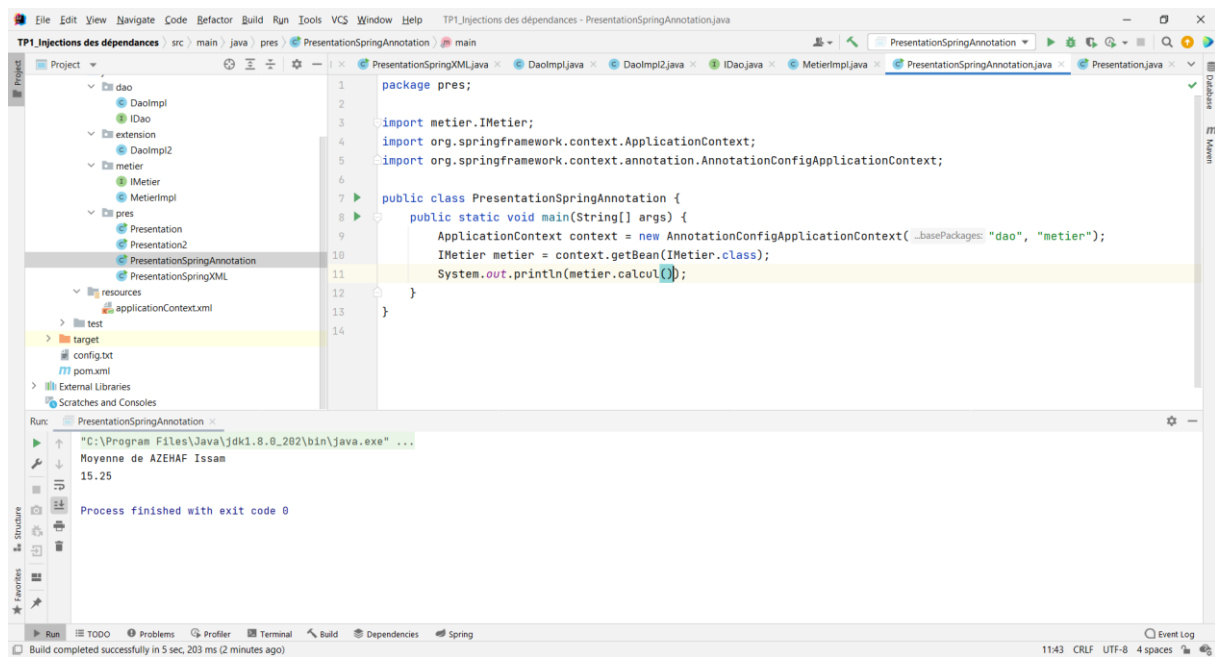 File Edit View Navigate Code Refactor Build Run Tools VCS Window Help TP1_Injections des dépendances - PresentationSpringAnnotation.java
TP1_Injections des dépendances src main java pres PresentationSpringAnnotation main
PresentationSpringAnnotation
Project
PresentationSpringXML.java DaoImpl.java DaoImpl2.java IDao.java MetierImpl.java PresentationSpringAnnotation.java Presentation.java
Project
Database
Maven
dao
DaoImpl
IDao
extension
DaoImpl2
metier
IMetier
MetierImpl
pres
Presentation
Presentation2
PresentationSpringAnnotation
PresentationSpringXML
resources
applicationContext.xml
test
target
config.txt
pom.xml
External Libraries
Scratches and Consoles
1 package pres;
2
3 import metier.IMetier;
4 import org.springframework.context.ApplicationContext;
5 import org.springframework.context.annotation.AnnotationConfigApplicationContext;
6
7 public class PresentationSpringAnnotation {
8 public static void main(String[] args) {
9 ApplicationContext context = new AnnotationConfigApplicationContext( ...basePackages: "dao", "metier");
10 IMetier metier = context.getBean(IMetier.class);
11 System.out.println(metier.calcul());
12 }
13 }
14
Run: PresentationSpringAnnotation
"C:\Program Files\Java\jdk1.8.0_202\bin\java.exe" ...
Moyenne de AZEHAF Issam
15.25
Process finished with exit code 0
Structure
Favorites
Run TODO Problems Profiler Terminal Build Dependencies Spring Event Log
Build completed successfully in 5 sec, 203 ms (2 minutes ago) 11:43 CRLF UTF-8 4 spaces